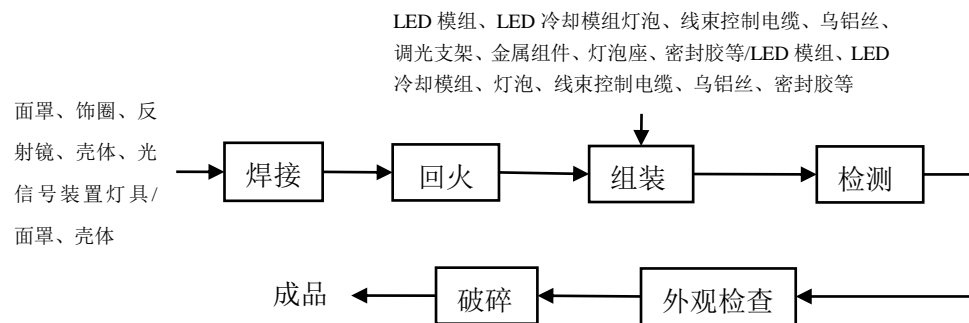 LED 模组、LED 冷却模组灯泡、线束控制电缆、乌铝丝、
调光支架、金属组件、灯泡座、密封胶等/LED 模组、LED
冷却模组、灯泡、线束控制电缆、乌铝丝、密封胶等
面罩、饰圈、反
射镜、壳体、光
信号装置灯具/
面罩、壳体
焊接
回火
组装
检测
成品
破碎
外观检查